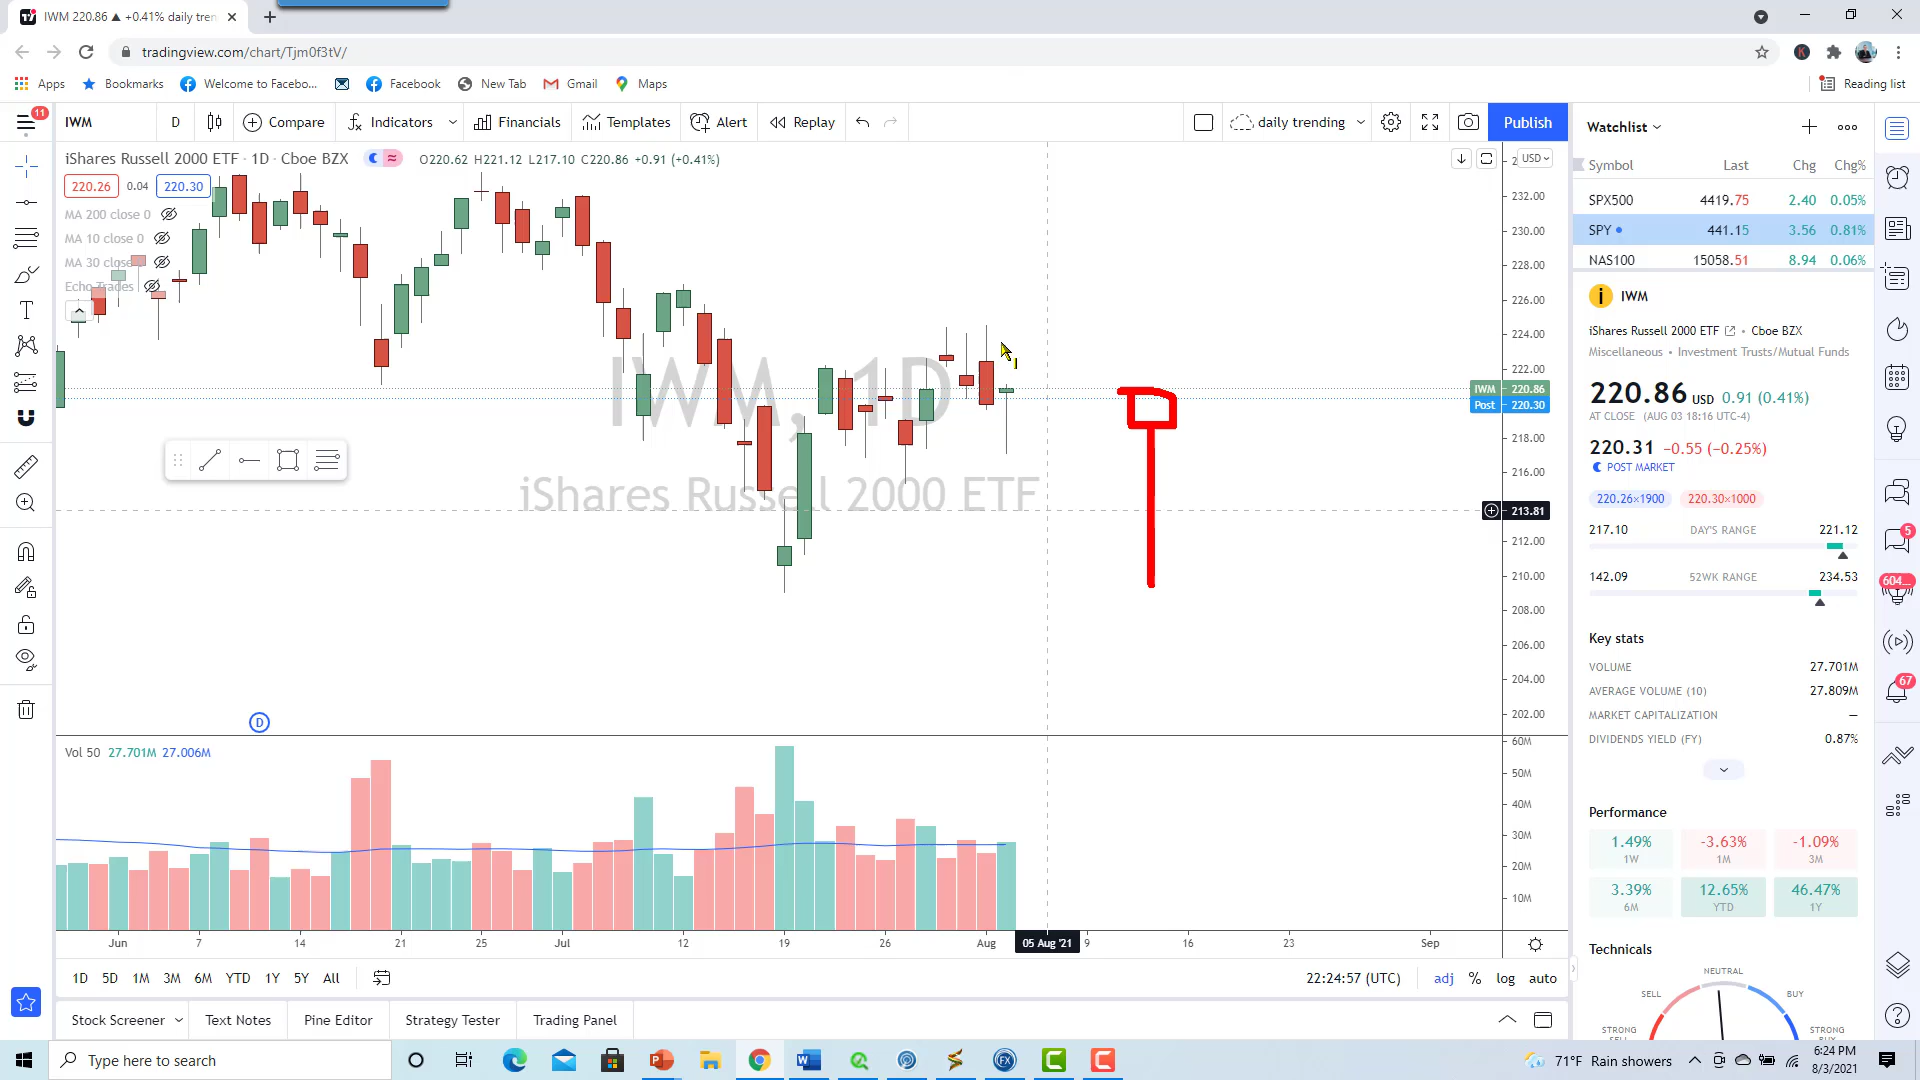 IWM 220.86 ▲ +0.41% daily tren
tradingview.com/chart/Tjm0f3tV/
Apps Bookmarks Welcome to Facebo... Facebook New Tab Gmail Maps Reading list
11 IWM D Compare Indicators Financials Templates Alert Replay daily trending Publish
iShares Russell 2000 ETF · 1D · Cboe BZX O220.62 H221.12 L217.10 C220.86 +0.91 (+0.41%) USD
220.26 0.04 220.30
MA 200 close 0
MA 10 close 0
MA 30 close
Echo Trades
IWM, 1D
iShares Russell 2000 ETF
232.00
230.00
228.00
226.00
224.00
222.00
IWM 220.86
Post 220.30
218.00
216.00
213.81
212.00
210.00
208.00
206.00
204.00
202.00
D
Vol 50 27.701M 27.006M
60M
50M
40M
30M
20M
10M
Jun 7 14 21 25 Jul 12 19 26 Aug 05 Aug '21 9 16 23 Sep
1D 5D 1M 3M 6M YTD 1Y 5Y All 22:24:57 (UTC) adj % log auto
Stock Screener Text Notes Pine Editor Strategy Tester Trading Panel
Watchlist
Symbol Last Chg Chg%
SPX500 4419.75 2.40 0.05%
SPY 441.15 3.56 0.81%
NAS100 15058.51 8.94 0.06%
IWM
iShares Russell 2000 ETF • Cboe BZX
Miscellaneous • Investment Trusts/Mutual Funds
220.86 USD 0.91 (0.41%)
AT CLOSE (AUG 03 18:16 UTC-4)
220.31 −0.55 (−0.25%)
POST MARKET
220.26×1900 220.30×1000
217.10 DAY'S RANGE 221.12
142.09 52WK RANGE 234.53
Key stats
VOLUME 27.701M
AVERAGE VOLUME (10) 27.809M
MARKET CAPITALIZATION —
DIVIDENDS YIELD (FY) 0.87%
Performance
1.49% -3.63% -1.09%
1W 1M 3M
3.39% 12.65% 46.47%
6M YTD 1Y
Technicals
NEUTRAL
SELL BUY
STRONG STRONG
SELL BUY
5
604...
67
Type here to search
71°F Rain showers 6:24 PM
8/3/2021